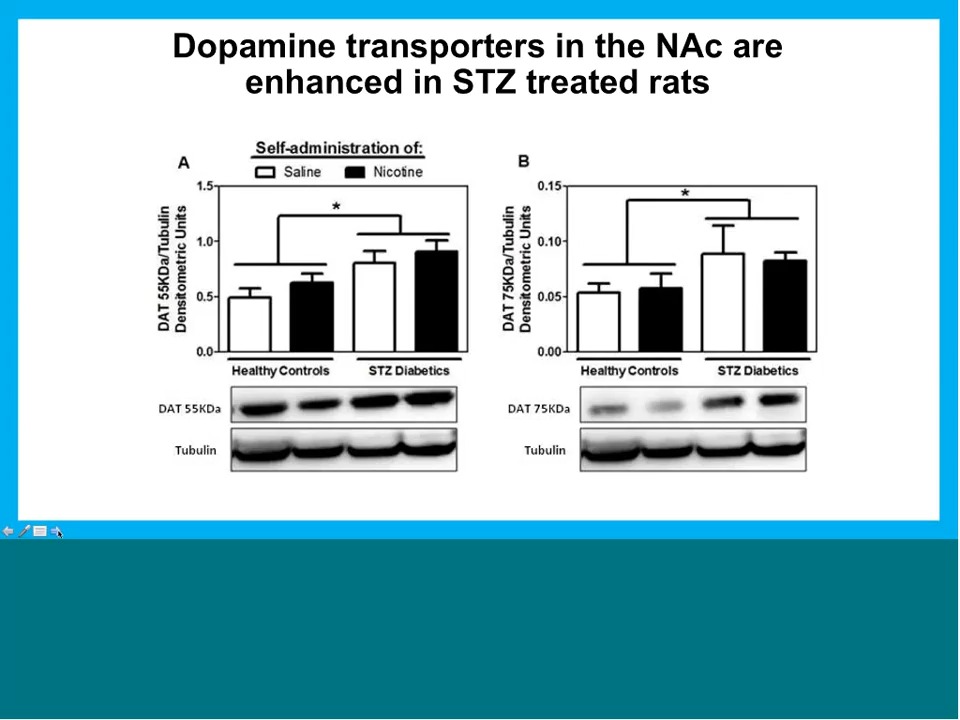 Dopamine transporters in the NAc are
enhanced in STZ treated rats
Self-administration of:
Saline
Nicotine
A
DAT 55KDa/Tubulin
Densitometric Units
1.5
1.0
0.5
0.0
*
Healthy Controls
STZ Diabetics
DAT 55KDa
Tubulin
B
DAT 75KDa/Tubulin
Densitometric Units
0.15
0.10
0.05
0.00
*
Healthy Controls
STZ Diabetics
DAT 75KDa
Tubulin